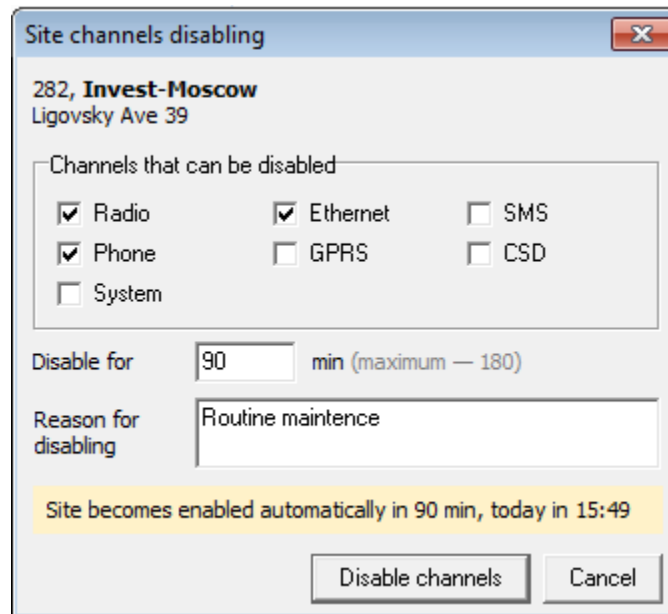 Site channels disabling
282, Invest-Moscow
Ligovsky Ave 39
Channels that can be disabled
Radio Ethernet SMS
Phone GPRS CSD
System
Disable for 90 min (maximum — 180)
Reason for disabling
Routine maintence
Site becomes enabled automatically in 90 min, today in 15:49
Disable channels Cancel